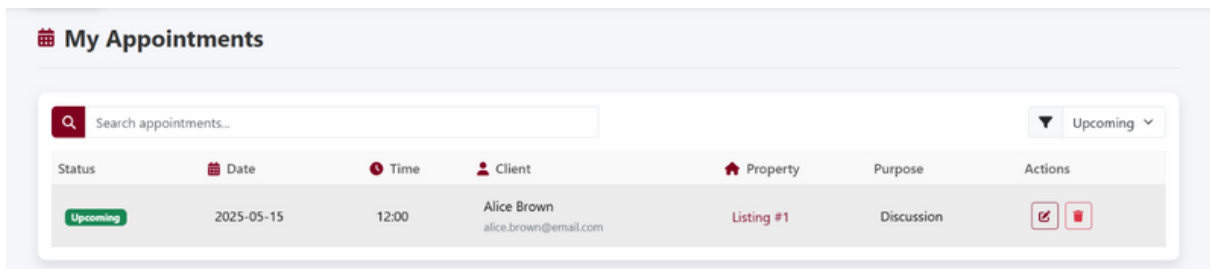 My Appointments
Search appointments...
Upcoming
Status Date Time Client Property Purpose Actions
Upcoming 2025-05-15 12:00 Alice Brown Listing #1 Discussion
alice.brown@email.com